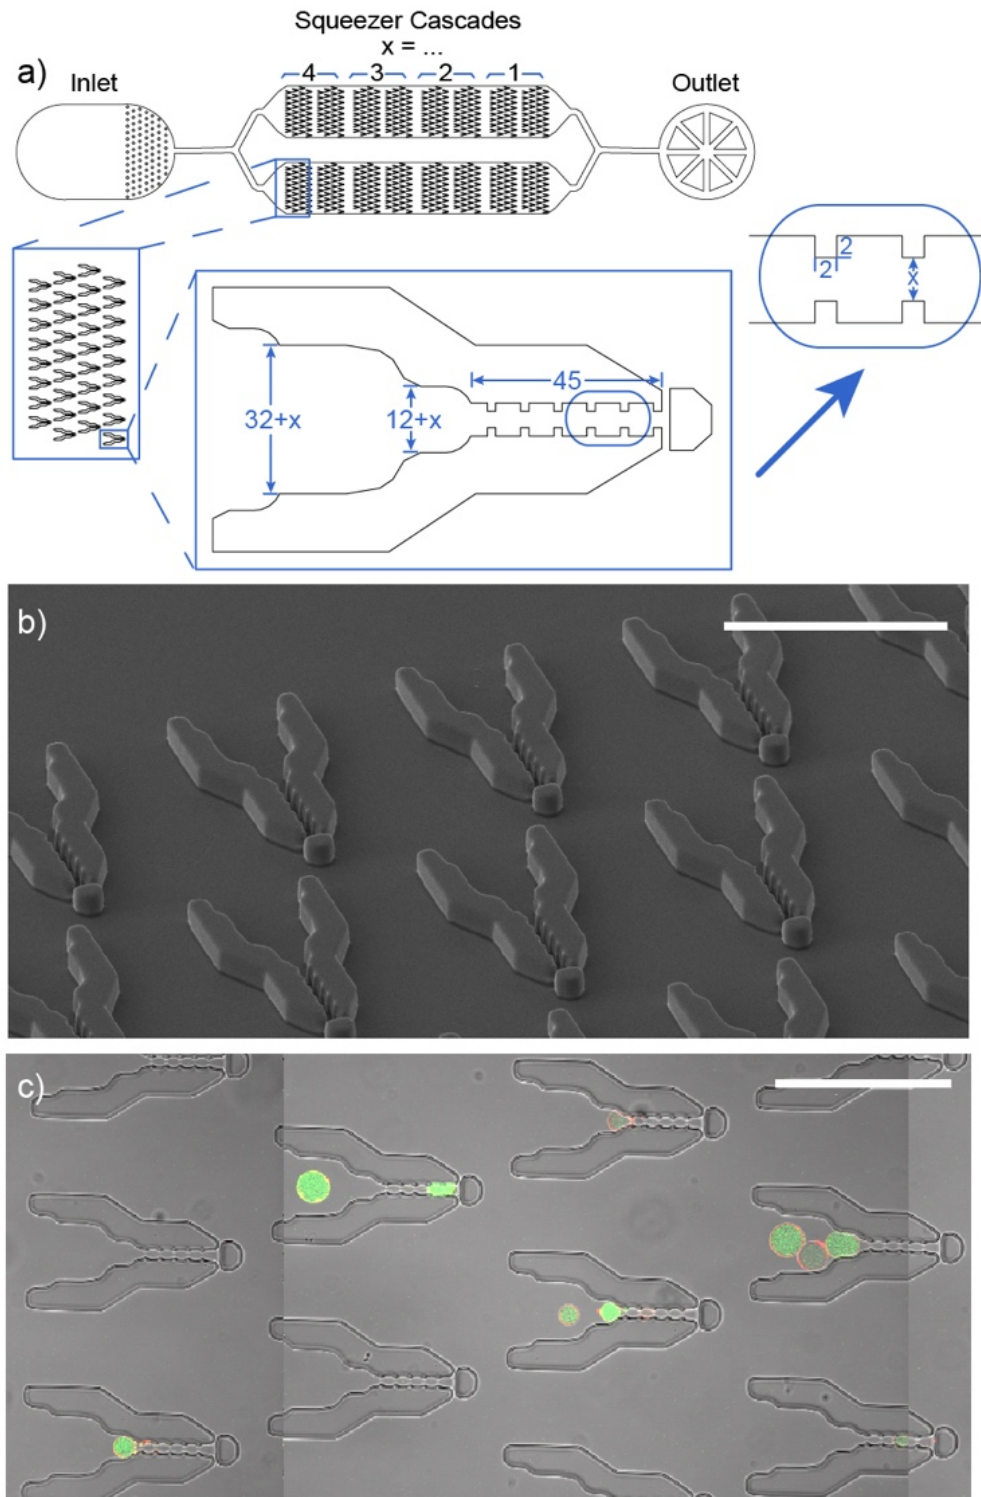 Squeezer Cascades
x = ...
a)
Inlet
4
3
2
1
Outlet
2
2
x
45
32+x
12+x
b)
c)